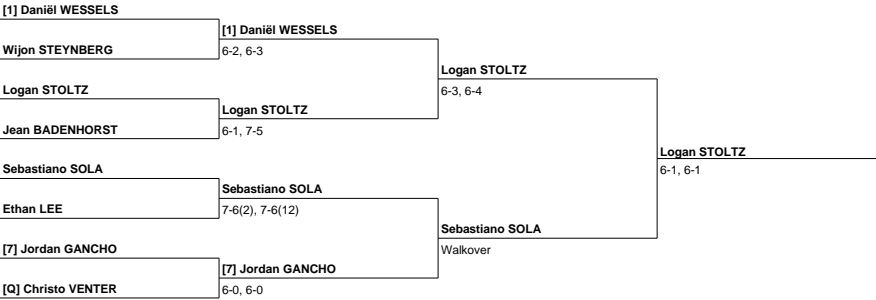 [1] Daniël WESSELS
[1] Daniël WESSELS
Wijon STEYNBERG
6-2, 6-3
Logan STOLTZ
6-3, 6-4
Logan STOLTZ
Logan STOLTZ
Jean BADENHORST
6-1, 7-5
Logan STOLTZ
6-1, 6-1
Sebastiano SOLA
Sebastiano SOLA
Ethan LEE
7-6(2), 7-6(12)
Sebastiano SOLA
Walkover
[7] Jordan GANCHO
[7] Jordan GANCHO
[Q] Christo VENTER
6-0, 6-0